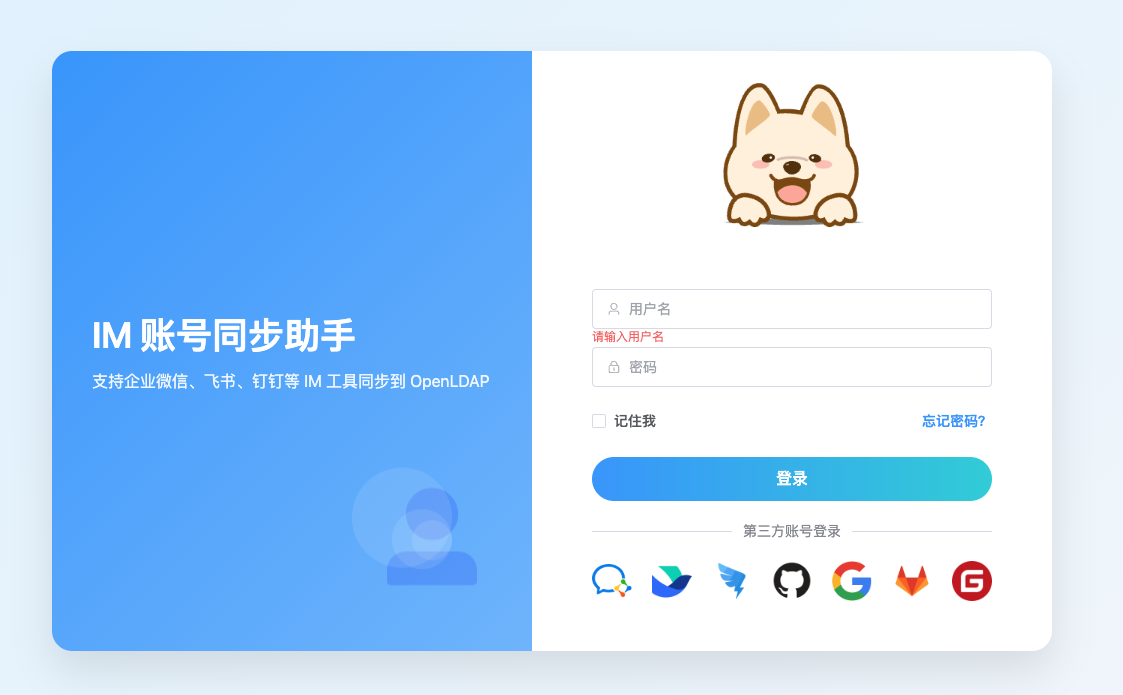 IM 账号同步助手
支持企业微信、飞书、钉钉等 IM 工具同步到 OpenLDAP
用户名
请输入用户名
密码
记住我
忘记密码?
登录
第三方账号登录